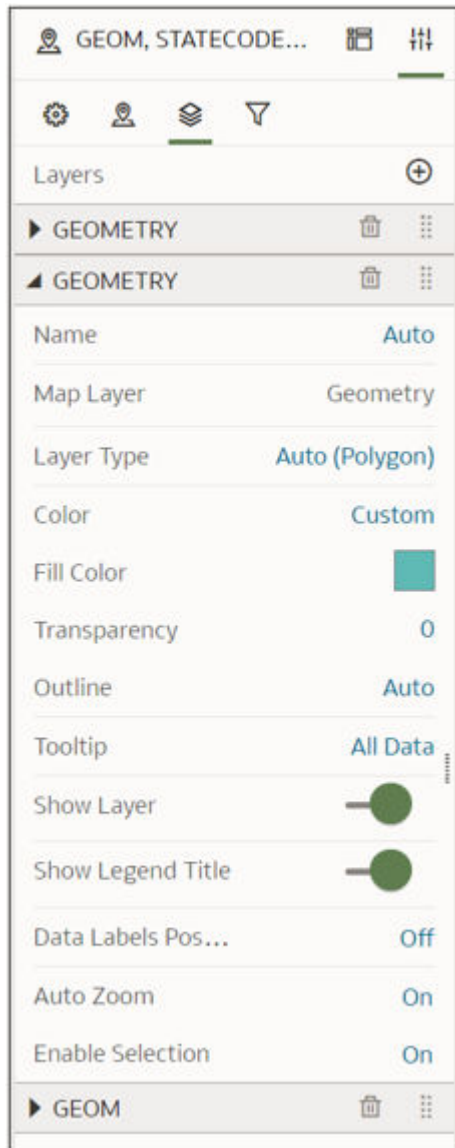 GEOM, STATECODE...
Layers
GEOMETRY
GEOMETRY
Name Auto
Map Layer Geometry
Layer Type Auto (Polygon)
Color Custom
Fill Color
Transparency 0
Outline Auto
Tooltip All Data
Show Layer
Show Legend Title
Data Labels Pos... Off
Auto Zoom On
Enable Selection On
GEOM